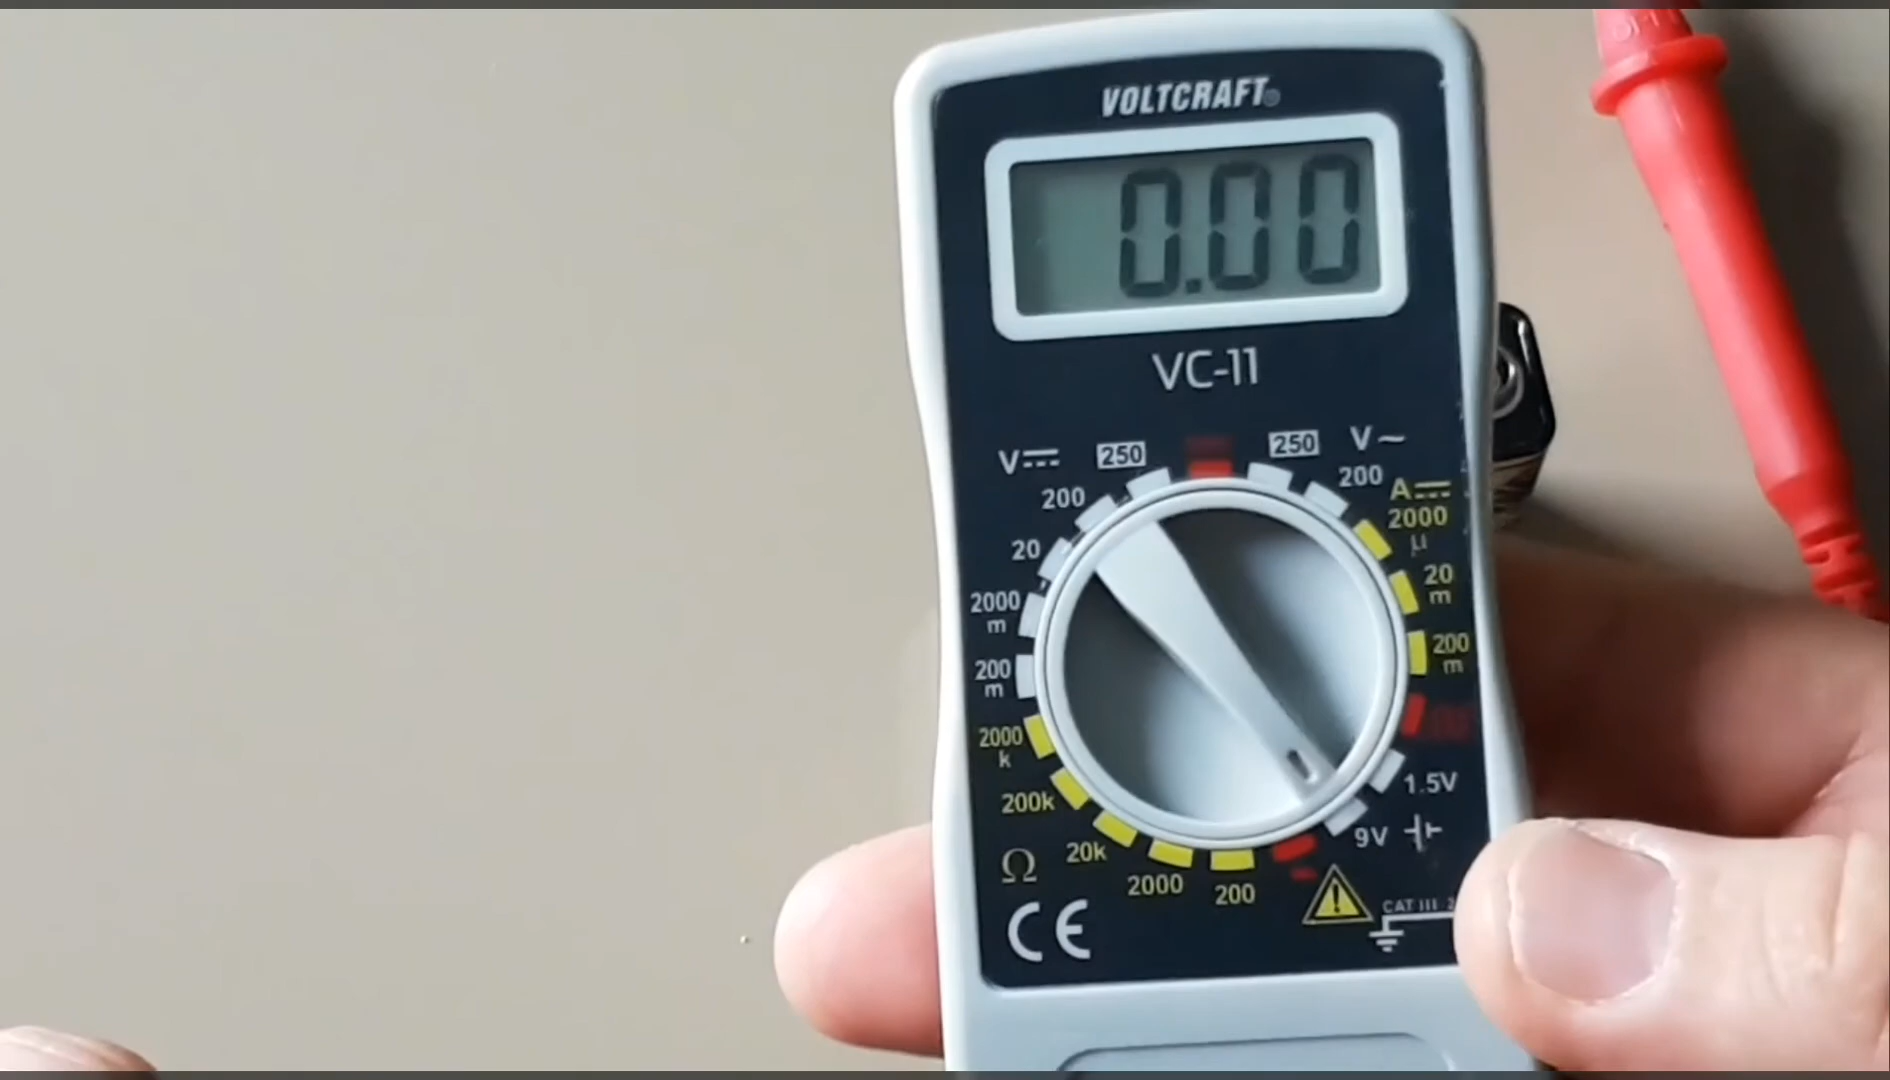 VOLTCRAFT®
0.00
VC-11
V⎓ 250 250 V~
200 200
A⎓
20 2000
µ
2000
m
20
m
200
m
200
m
2000
k
1.5V
200k
9V
Ω 20k 2000 200
CE
CAT III